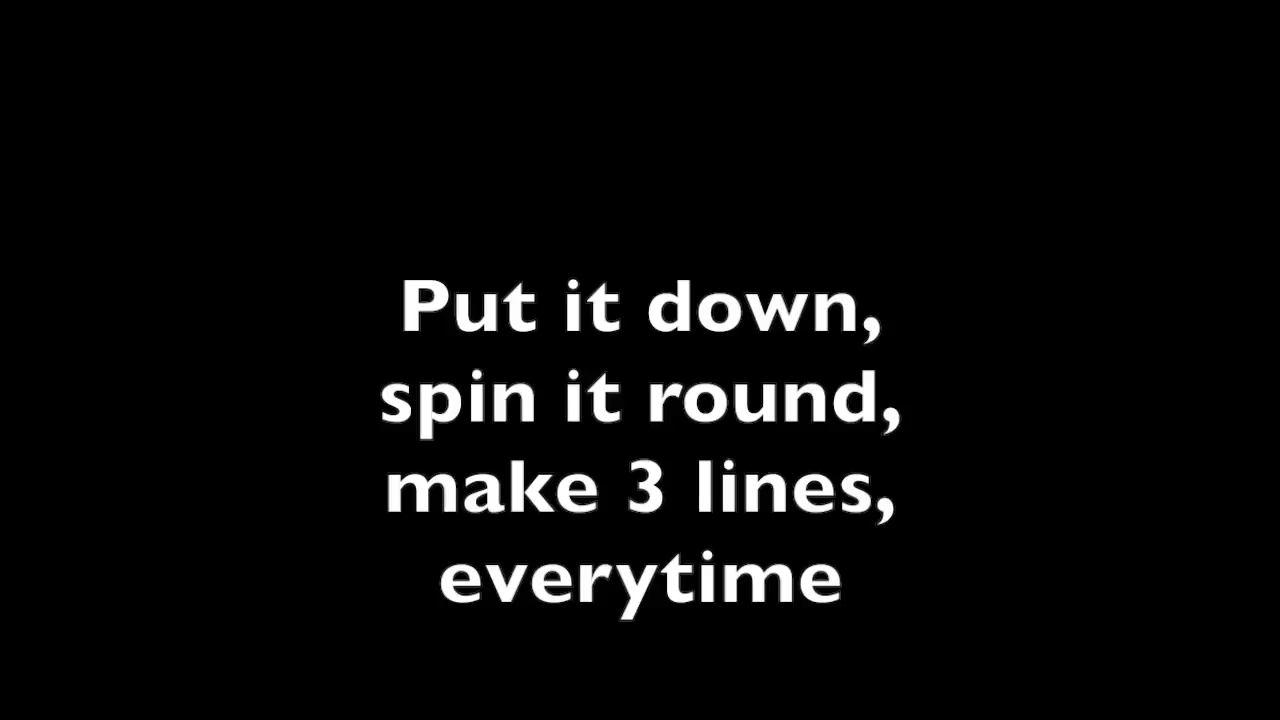 Put it down,
spin it round,
make 3 lines,
everytime